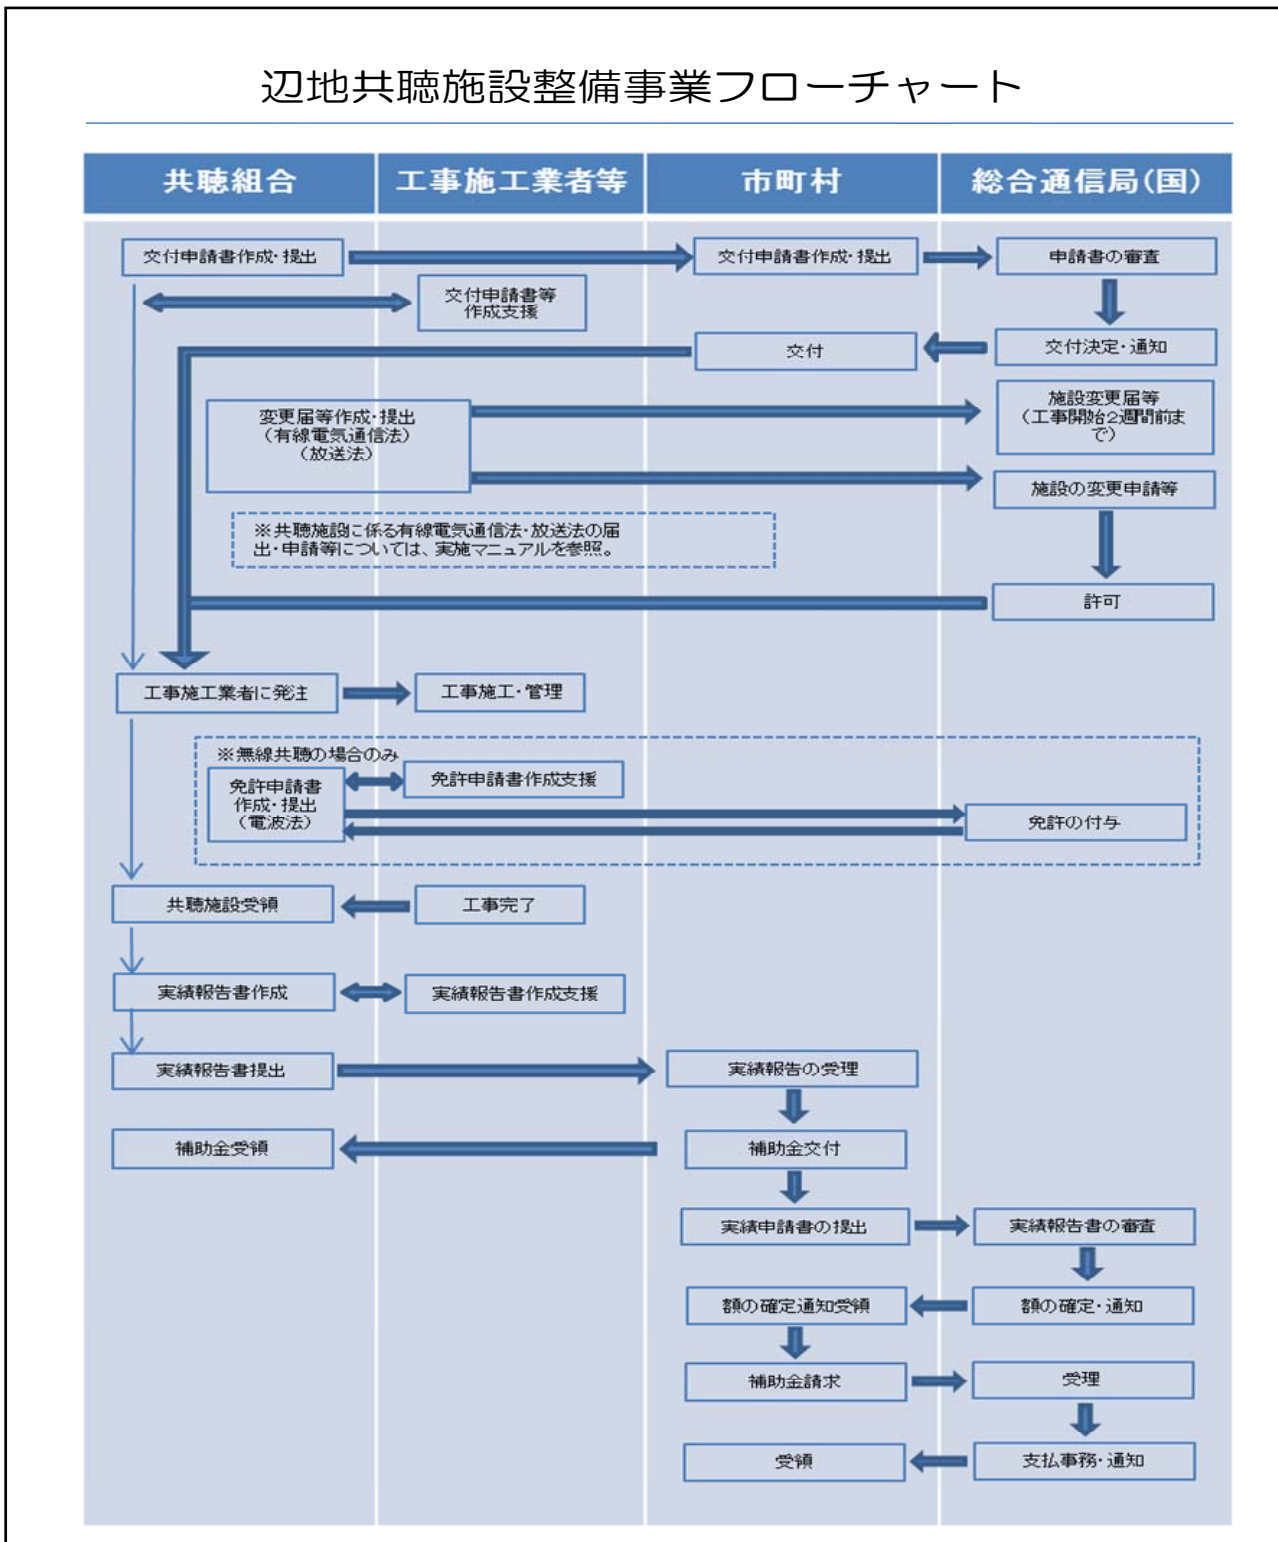 辺地共聴施設整備事業フローチャート
共聴組合
工事施工業者等
市町村
総合通信局(国)
交付申請書作成・提出
交付申請書作成・提出
申請書の審査
交付申請書等
作成支援
交付
交付決定・通知
変更届等作成・提出
(有線電気通信法)
(放送法)
施設変更届等
(工事開始2週間前ま
で)
施設の変更申請等
※共聴施設に係る有線電気通信法・放送法の届
出・申請等については、実施マニュアルを参照。
許可
工事施工業者に発注
工事施工・管理
※無線共聴の場合のみ
免許申請書
作成・提出
(電波法)
免許申請書作成支援
免許の付与
共聴施設受領
工事完了
実績報告書作成
実績報告書作成支援
実績報告書提出
実績報告の受理
補助金受領
補助金交付
実績申請書の提出
実績報告書の審査
額の確定通知受領
額の確定・通知
補助金請求
受理
受領
支払事務・通知